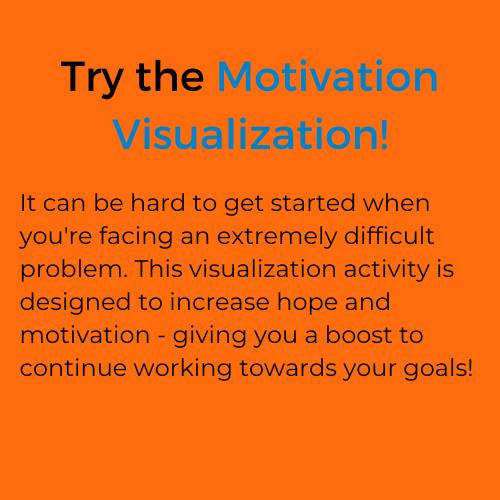 Try the Motivation
Visualization!
It can be hard to get started when
you're facing an extremely difficult
problem. This visualization activity is
designed to increase hope and
motivation - giving you a boost to
continue working towards your goals!